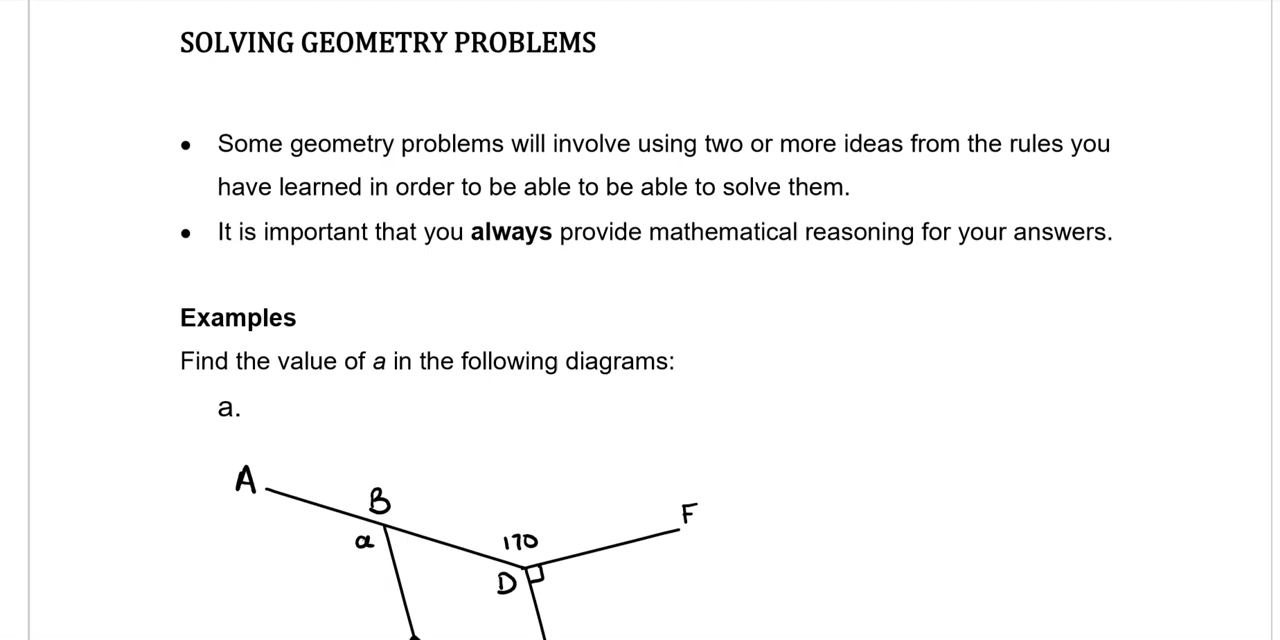 SOLVING GEOMETRY PROBLEMS
• Some geometry problems will involve using two or more ideas from the rules you
have learned in order to be able to be able to solve them.
• It is important that you always provide mathematical reasoning for your answers.
Examples
Find the value of a in the following diagrams:
a.
A
B
F
a
170
D